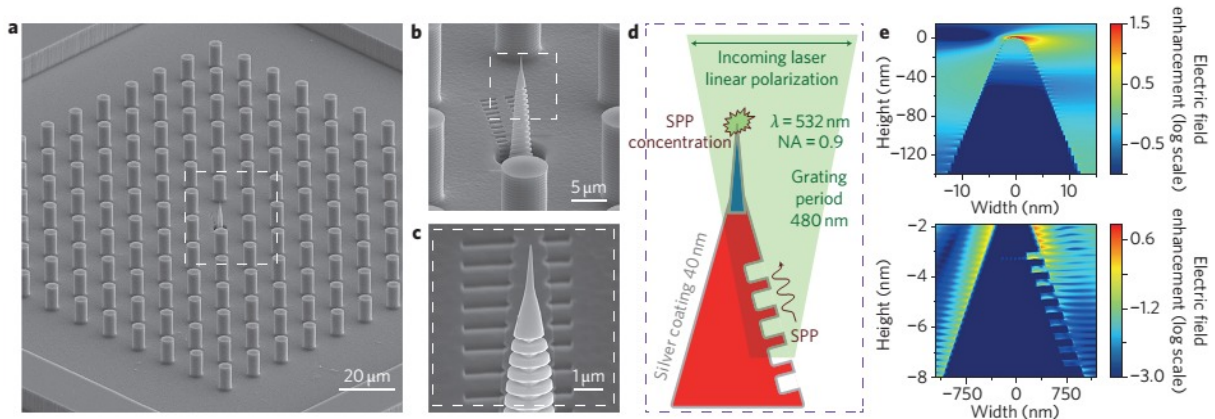 a
20 μm
b
5 μm
c
1 μm
d
Incoming laser
linear polarization
SPP
concentration
λ = 532 nm
NA = 0.9
Grating
period
480 nm
Silver coating 40 nm
SPP
e
0
−40
−80
−120
Height (nm)
−10
0
10
Width (nm)
1.5
0.5
−0.5
Electric field
enhancement (log scale)
−2
−4
−6
−8
Height (nm)
−750
0
750
Width (nm)
0.6
−1.2
−3.0
Electric field
enhancement (log scale)